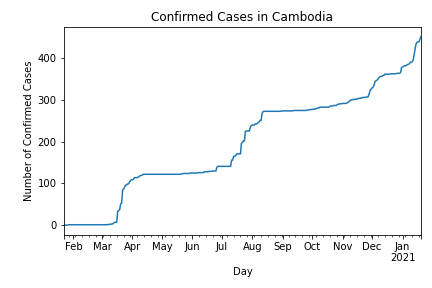 Confirmed Cases in Cambodia
Number of Confirmed Cases
400
300
200
100
0
Feb Mar Apr May Jun Jul Aug Sep Oct Nov Dec Jan
2021
Day